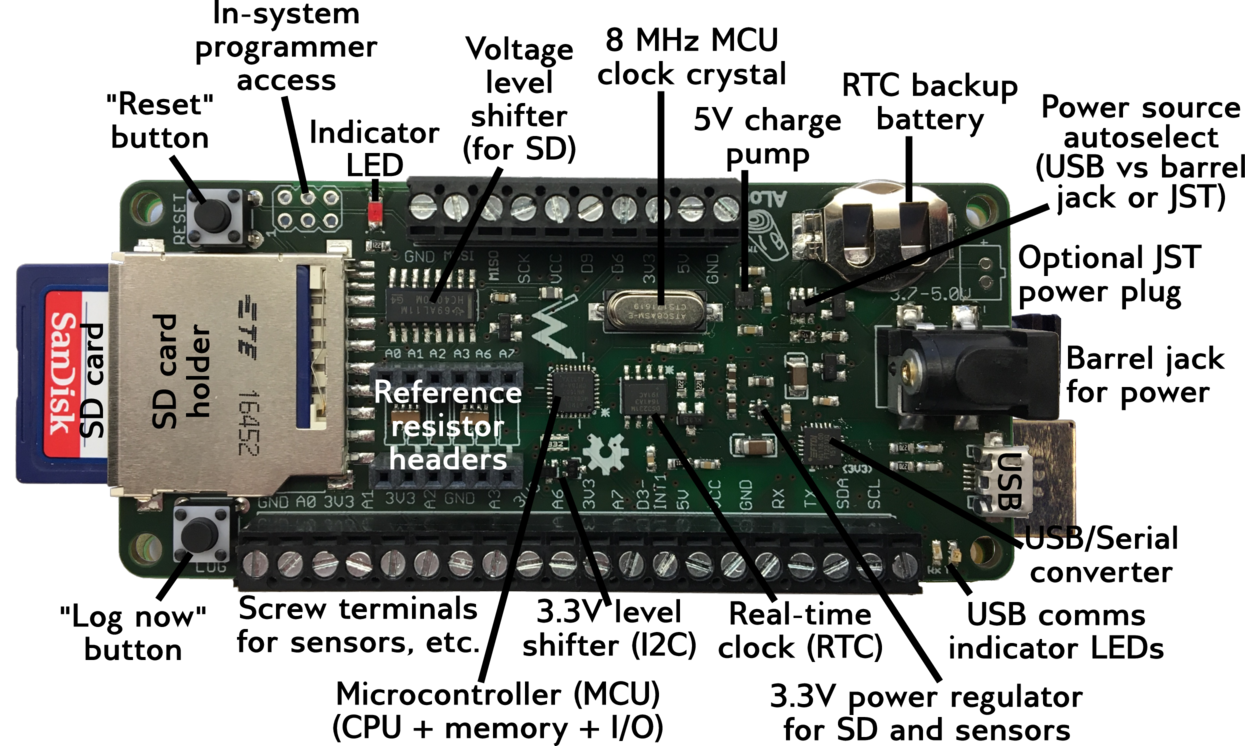 In-system
programmer
access
"Reset"
button
Indicator
LED
Voltage
level
shifter
(for SD)
8 MHz MCU
clock crystal
5V charge
pump
RTC backup
battery
Power source
autoselect
(USB vs barrel
jack or JST)
Optional JST
power plug
Barrel jack
for power
RESET
1
GND
MISO
SCK
VCC
D9
D6
3V3
5V
GND
3.7-5.0V
SD card
SanDisk
SD card
holder
16452
A0 A1 A2 A3 A6 A7
Reference
resistor
headers
(3V3)
USB
GND A0 3V3 A1 3V3 A2 GND A3
A6 3V3 A7 D3 INT1 5V VCC GND RX TX SDA SCL
LOG
"Log now"
button
Screw terminals
for sensors, etc.
3.3V level
shifter (I2C)
Real-time
clock (RTC)
USB/Serial
converter
USB comms
indicator LEDs
Microcontroller (MCU)
(CPU + memory + I/O)
3.3V power regulator
for SD and sensors